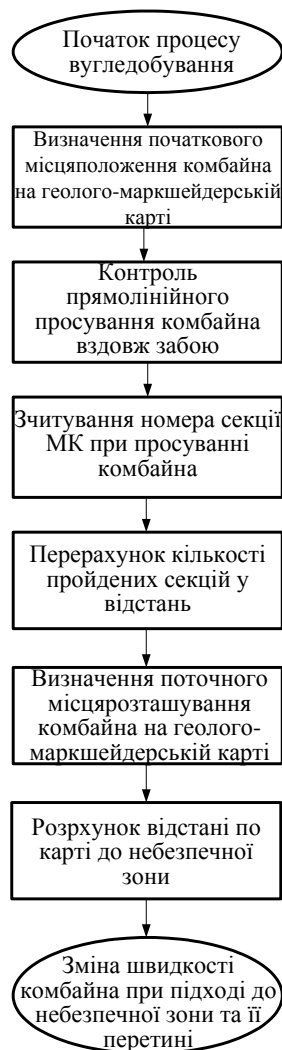 Початок процесу
вугледобування
Визначення початкового
місцяположення комбайна
на геолого-маркшейдерській
карті
Контроль
прямолінійного
просування комбайна
вздовж забою
Зчитування номера секції
МК при просуванні
комбайна
Перерахунок кількості
пройдених секцій у
відстань
Визначення поточного
місцярозташування
комбайна на геолого-
маркшейдерській карті
Розрхунок відстані по
карті до небезпечної
зони
Зміна швидкості
комбайна при підході до
небезпечної зони та її
перетині